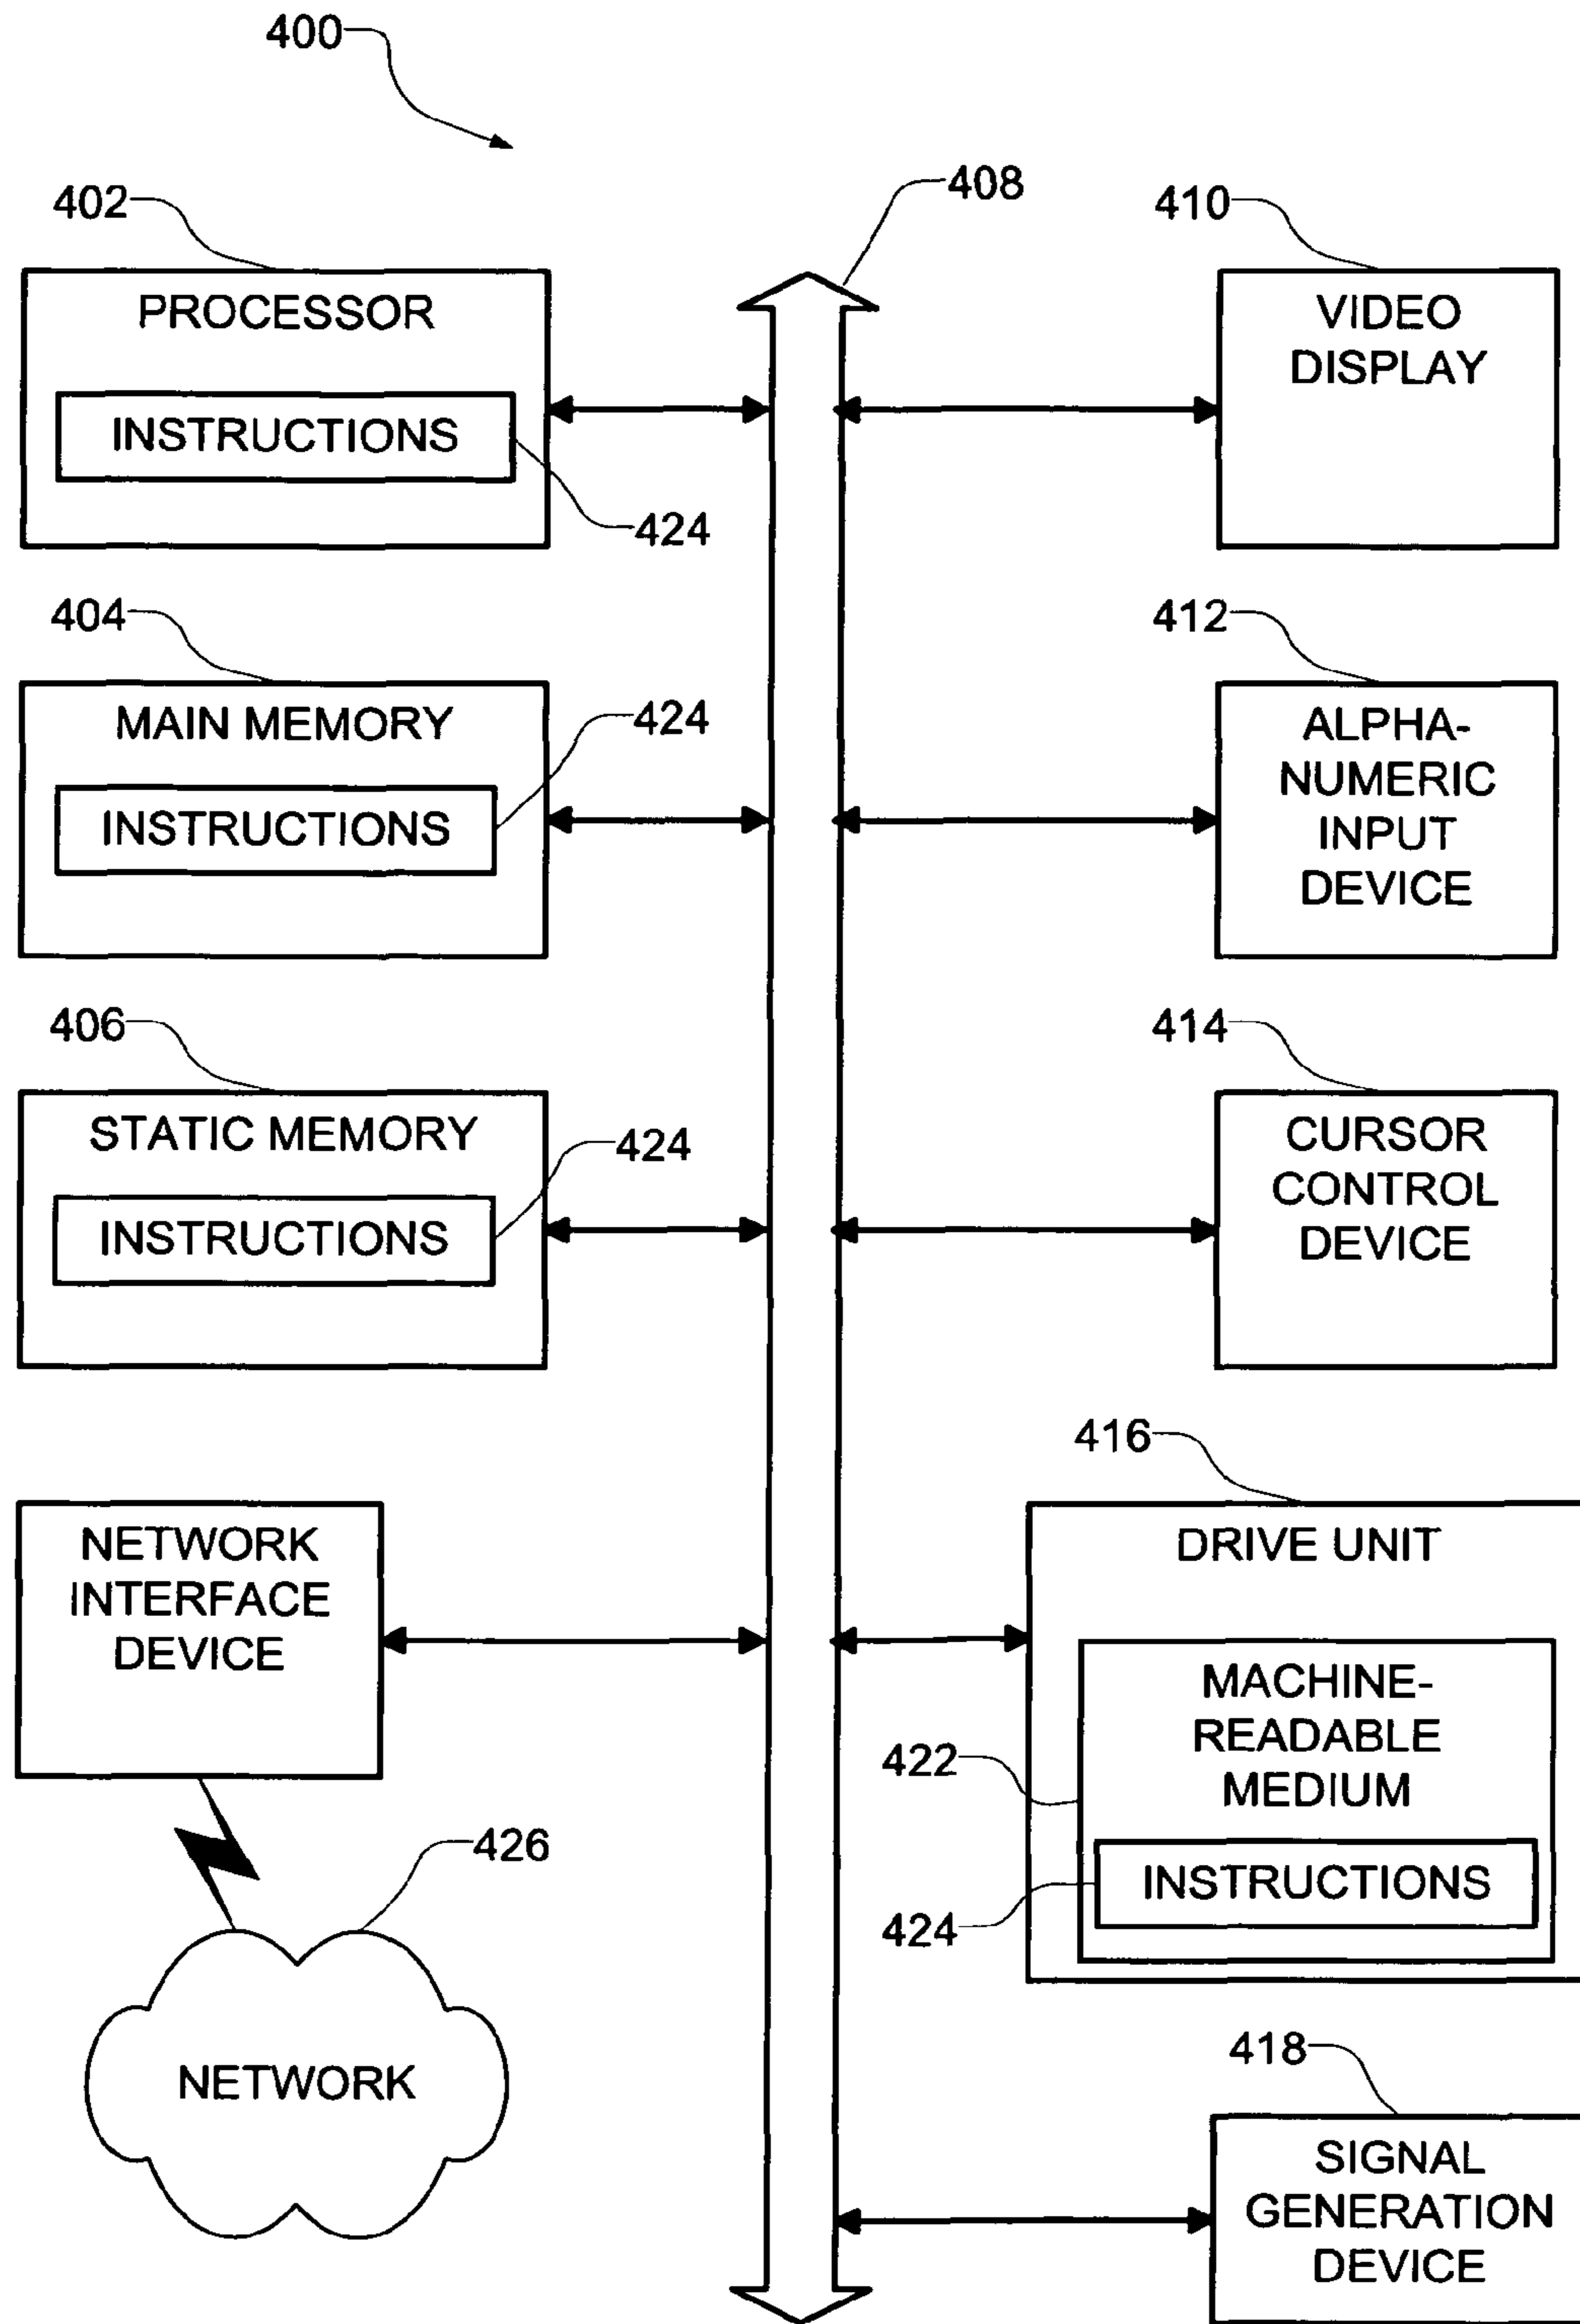 400
402
408
410
PROCESSOR
INSTRUCTIONS
424
VIDEO
DISPLAY
404
412
MAIN MEMORY
424
INSTRUCTIONS
ALPHA-
NUMERIC
INPUT
DEVICE
406
414
STATIC MEMORY
424
INSTRUCTIONS
CURSOR
CONTROL
DEVICE
416
NETWORK
INTERFACE
DEVICE
DRIVE UNIT
MACHINE-
READABLE
MEDIUM
422
INSTRUCTIONS
424
426
NETWORK
418
SIGNAL
GENERATION
DEVICE